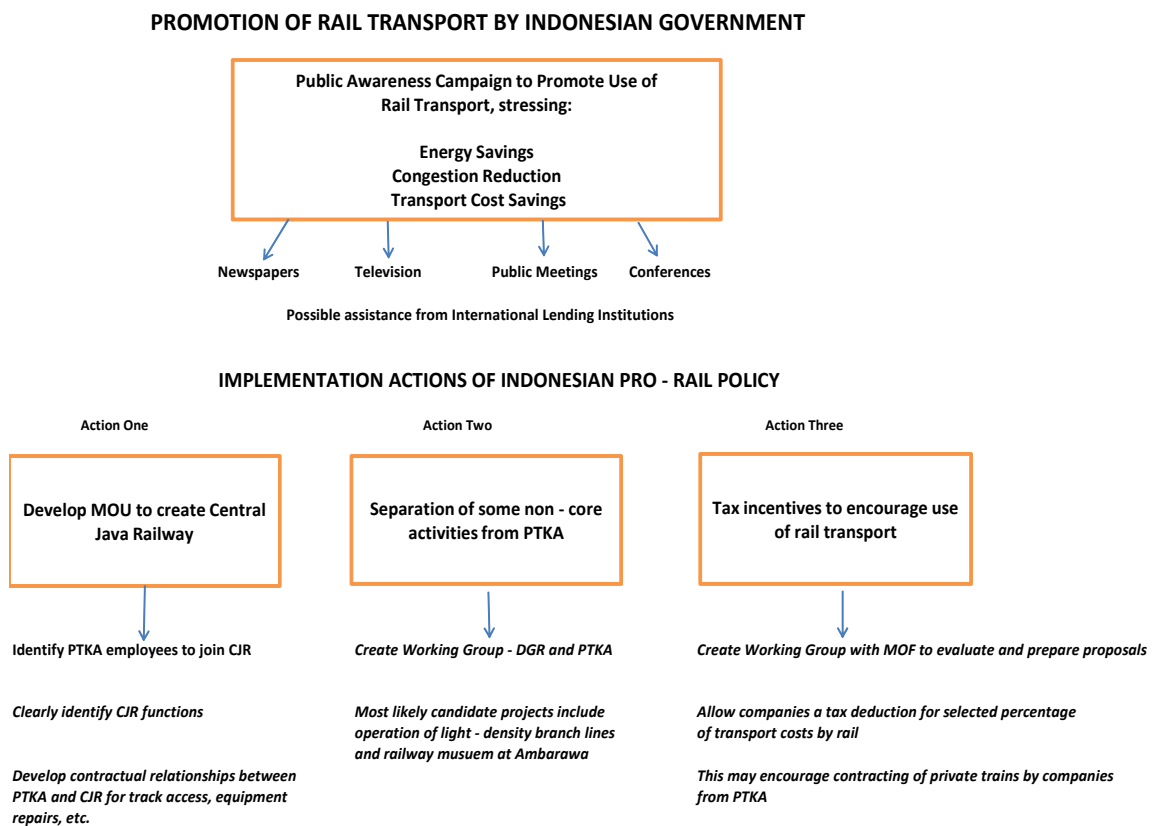 PROMOTION OF RAIL TRANSPORT BY INDONESIAN GOVERNMENT
Public Awareness Campaign to Promote Use of
Rail Transport, stressing:
Energy Savings
Congestion Reduction
Transport Cost Savings
Newspapers
Television
Public Meetings
Conferences
Possible assistance from International Lending Institutions
IMPLEMENTATION ACTIONS OF INDONESIAN PRO - RAIL POLICY
Action One
Develop MOU to create Central
Java Railway
Identify PTKA employees to join CJR
Clearly identify CJR functions
Develop contractual relationships between
PTKA and CJR for track access, equipment
repairs, etc.
Action Two
Separation of some non - core
activities from PTKA
Create Working Group - DGR and PTKA
Most likely candidate projects include
operation of light - density branch lines
and railway musuem at Ambarawa
Action Three
Tax incentives to encourage use
of rail transport
Create Working Group with MOF to evaluate and prepare proposals
Allow companies a tax deduction for selected percentage
of transport costs by rail
This may encourage contracting of private trains by companies
from PTKA